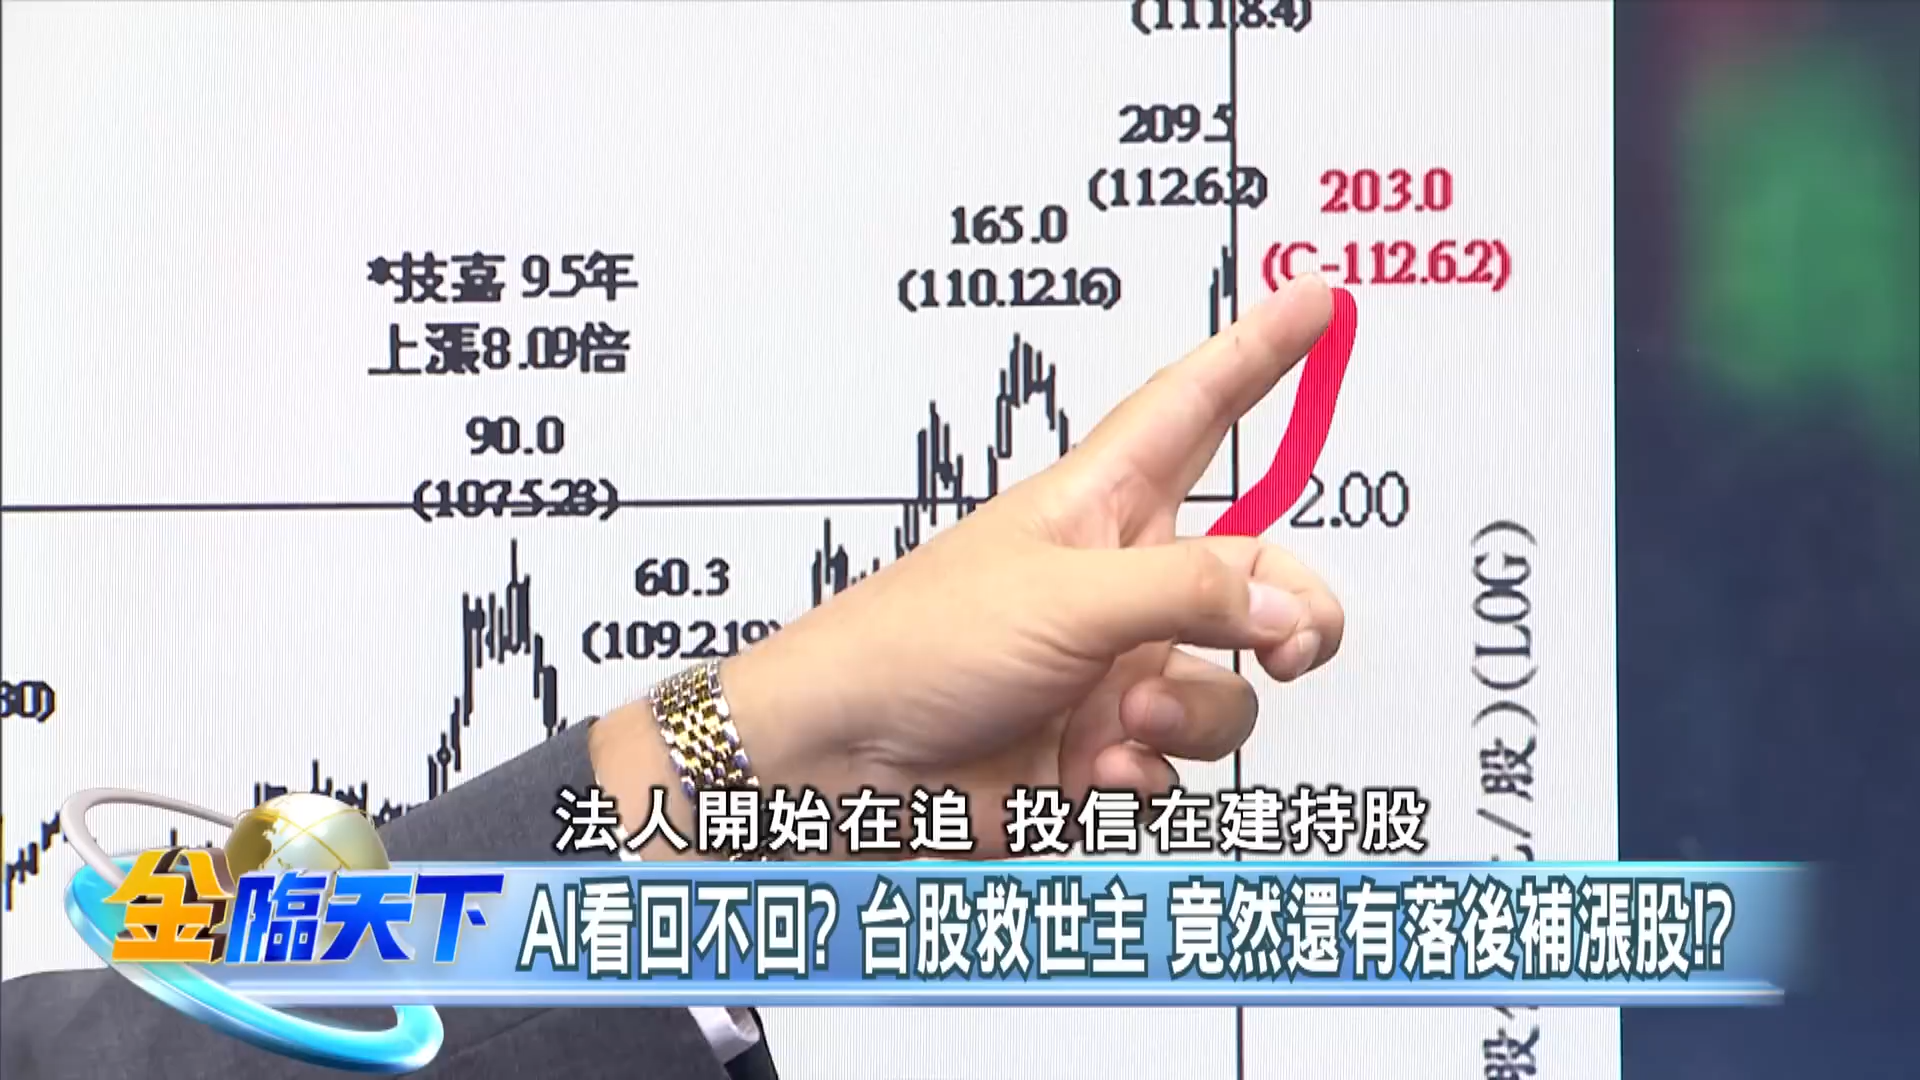 (111.8.4)
209.5
(112.6.2)
203.0
(C-112.6.2)
165.0
(110.12.16)
*技嘉 9.5年
上漲8.09倍
90.0
(107.5.23)
2.00
60.3
(109.2.19)
30)
/股)(LOG)
法人開始在追 投信在建持股
金臨天下
AI看回不回? 台股救世主 竟然還有落後補漲股!?